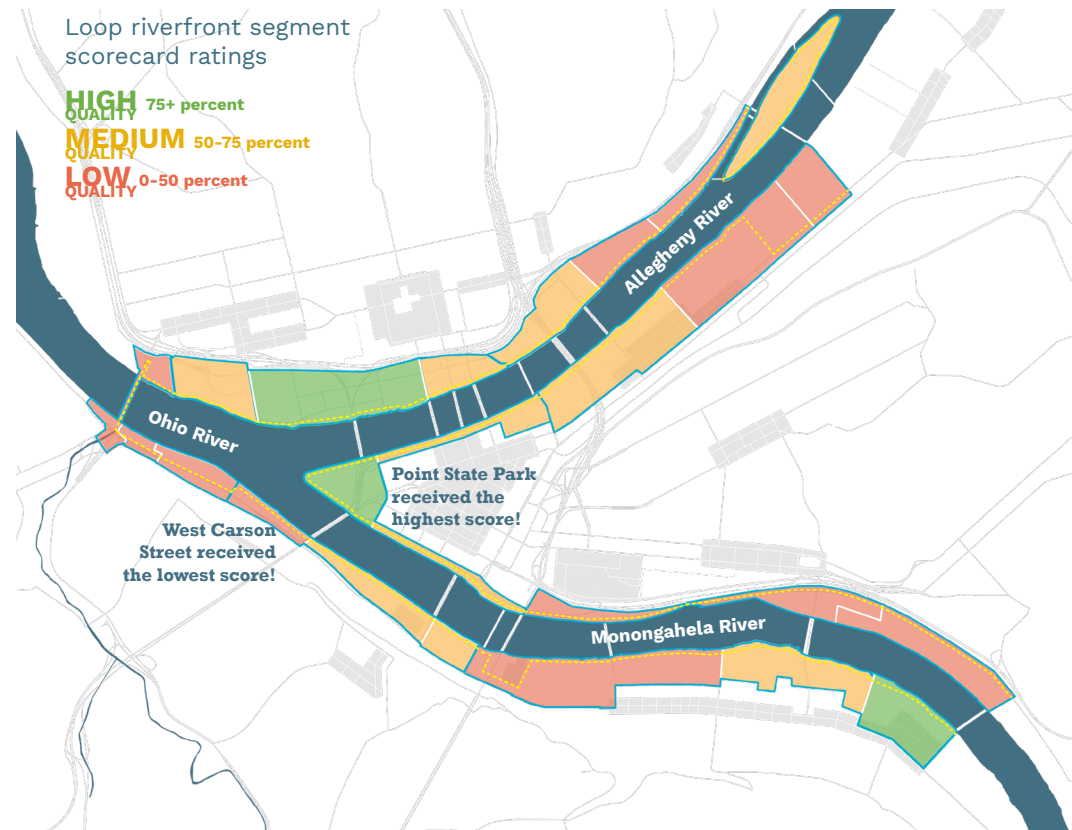 Loop riverfront segment
scorecard ratings
HIGH
QUALITY 75+ percent
MEDIUM
QUALITY 50-75 percent
LOW
QUALITY 0-50 percent
Allegheny River
Ohio River
Point State Park
received the
highest score!
West Carson
Street received
the lowest score!
Monongahela River